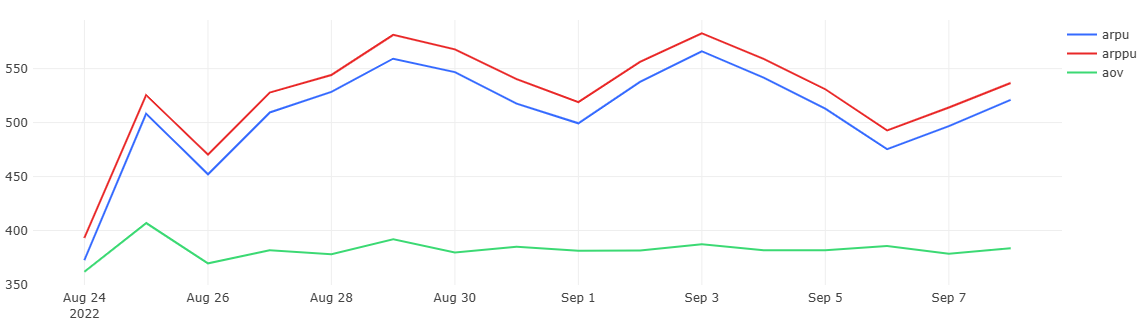 arpu
arppu
aov
550
500
450
400
350
Aug 24
2022
Aug 26
Aug 28
Aug 30
Sep 1
Sep 3
Sep 5
Sep 7